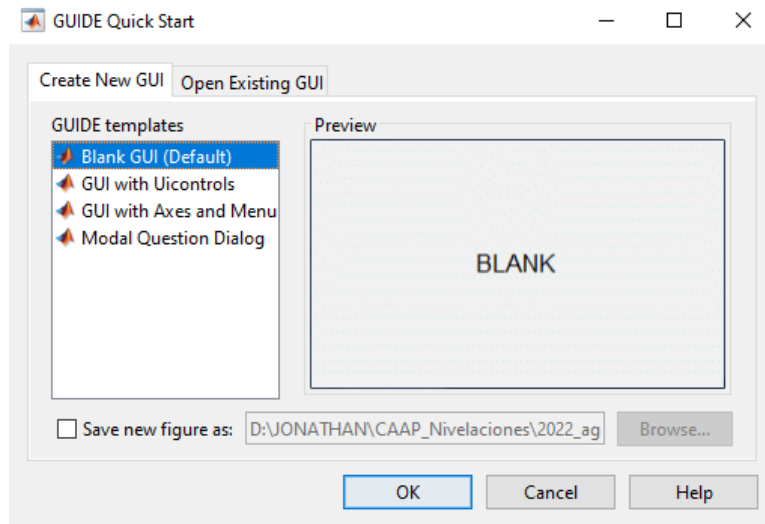 GUIDE Quick Start
Create New GUI Open Existing GUI
GUIDE templates
Blank GUI (Default)
GUI with Uicontrols
GUI with Axes and Menu
Modal Question Dialog
Preview
BLANK
Save new figure as: D:\JONATHAN\CAAP_Nivelaciones\2022_ag Browse...
OK Cancel Help